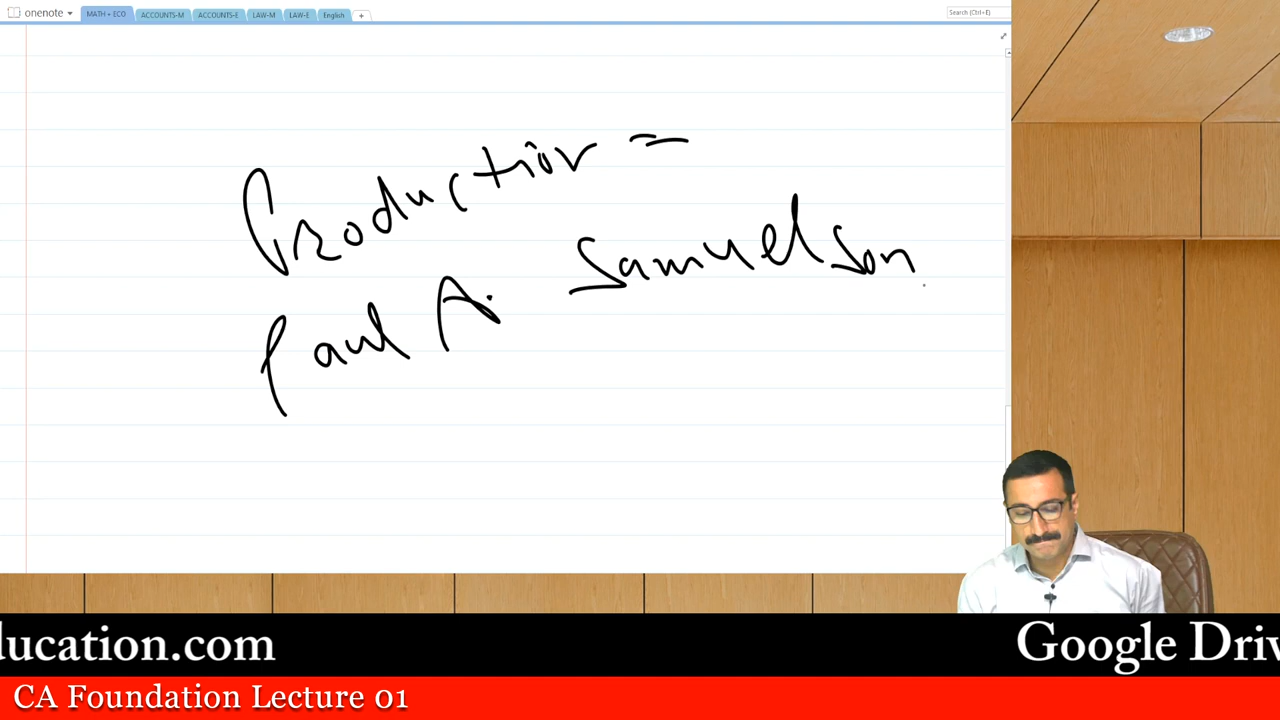 onenote
MATH + ECO
ACCOUNTS-M
ACCOUNTS-E
LAW-M
LAW-E
English
+
Search (Ctrl+E)
Production =
Paul A. Samuelson
ducation.com
Google Driv
CA Foundation Lecture 01